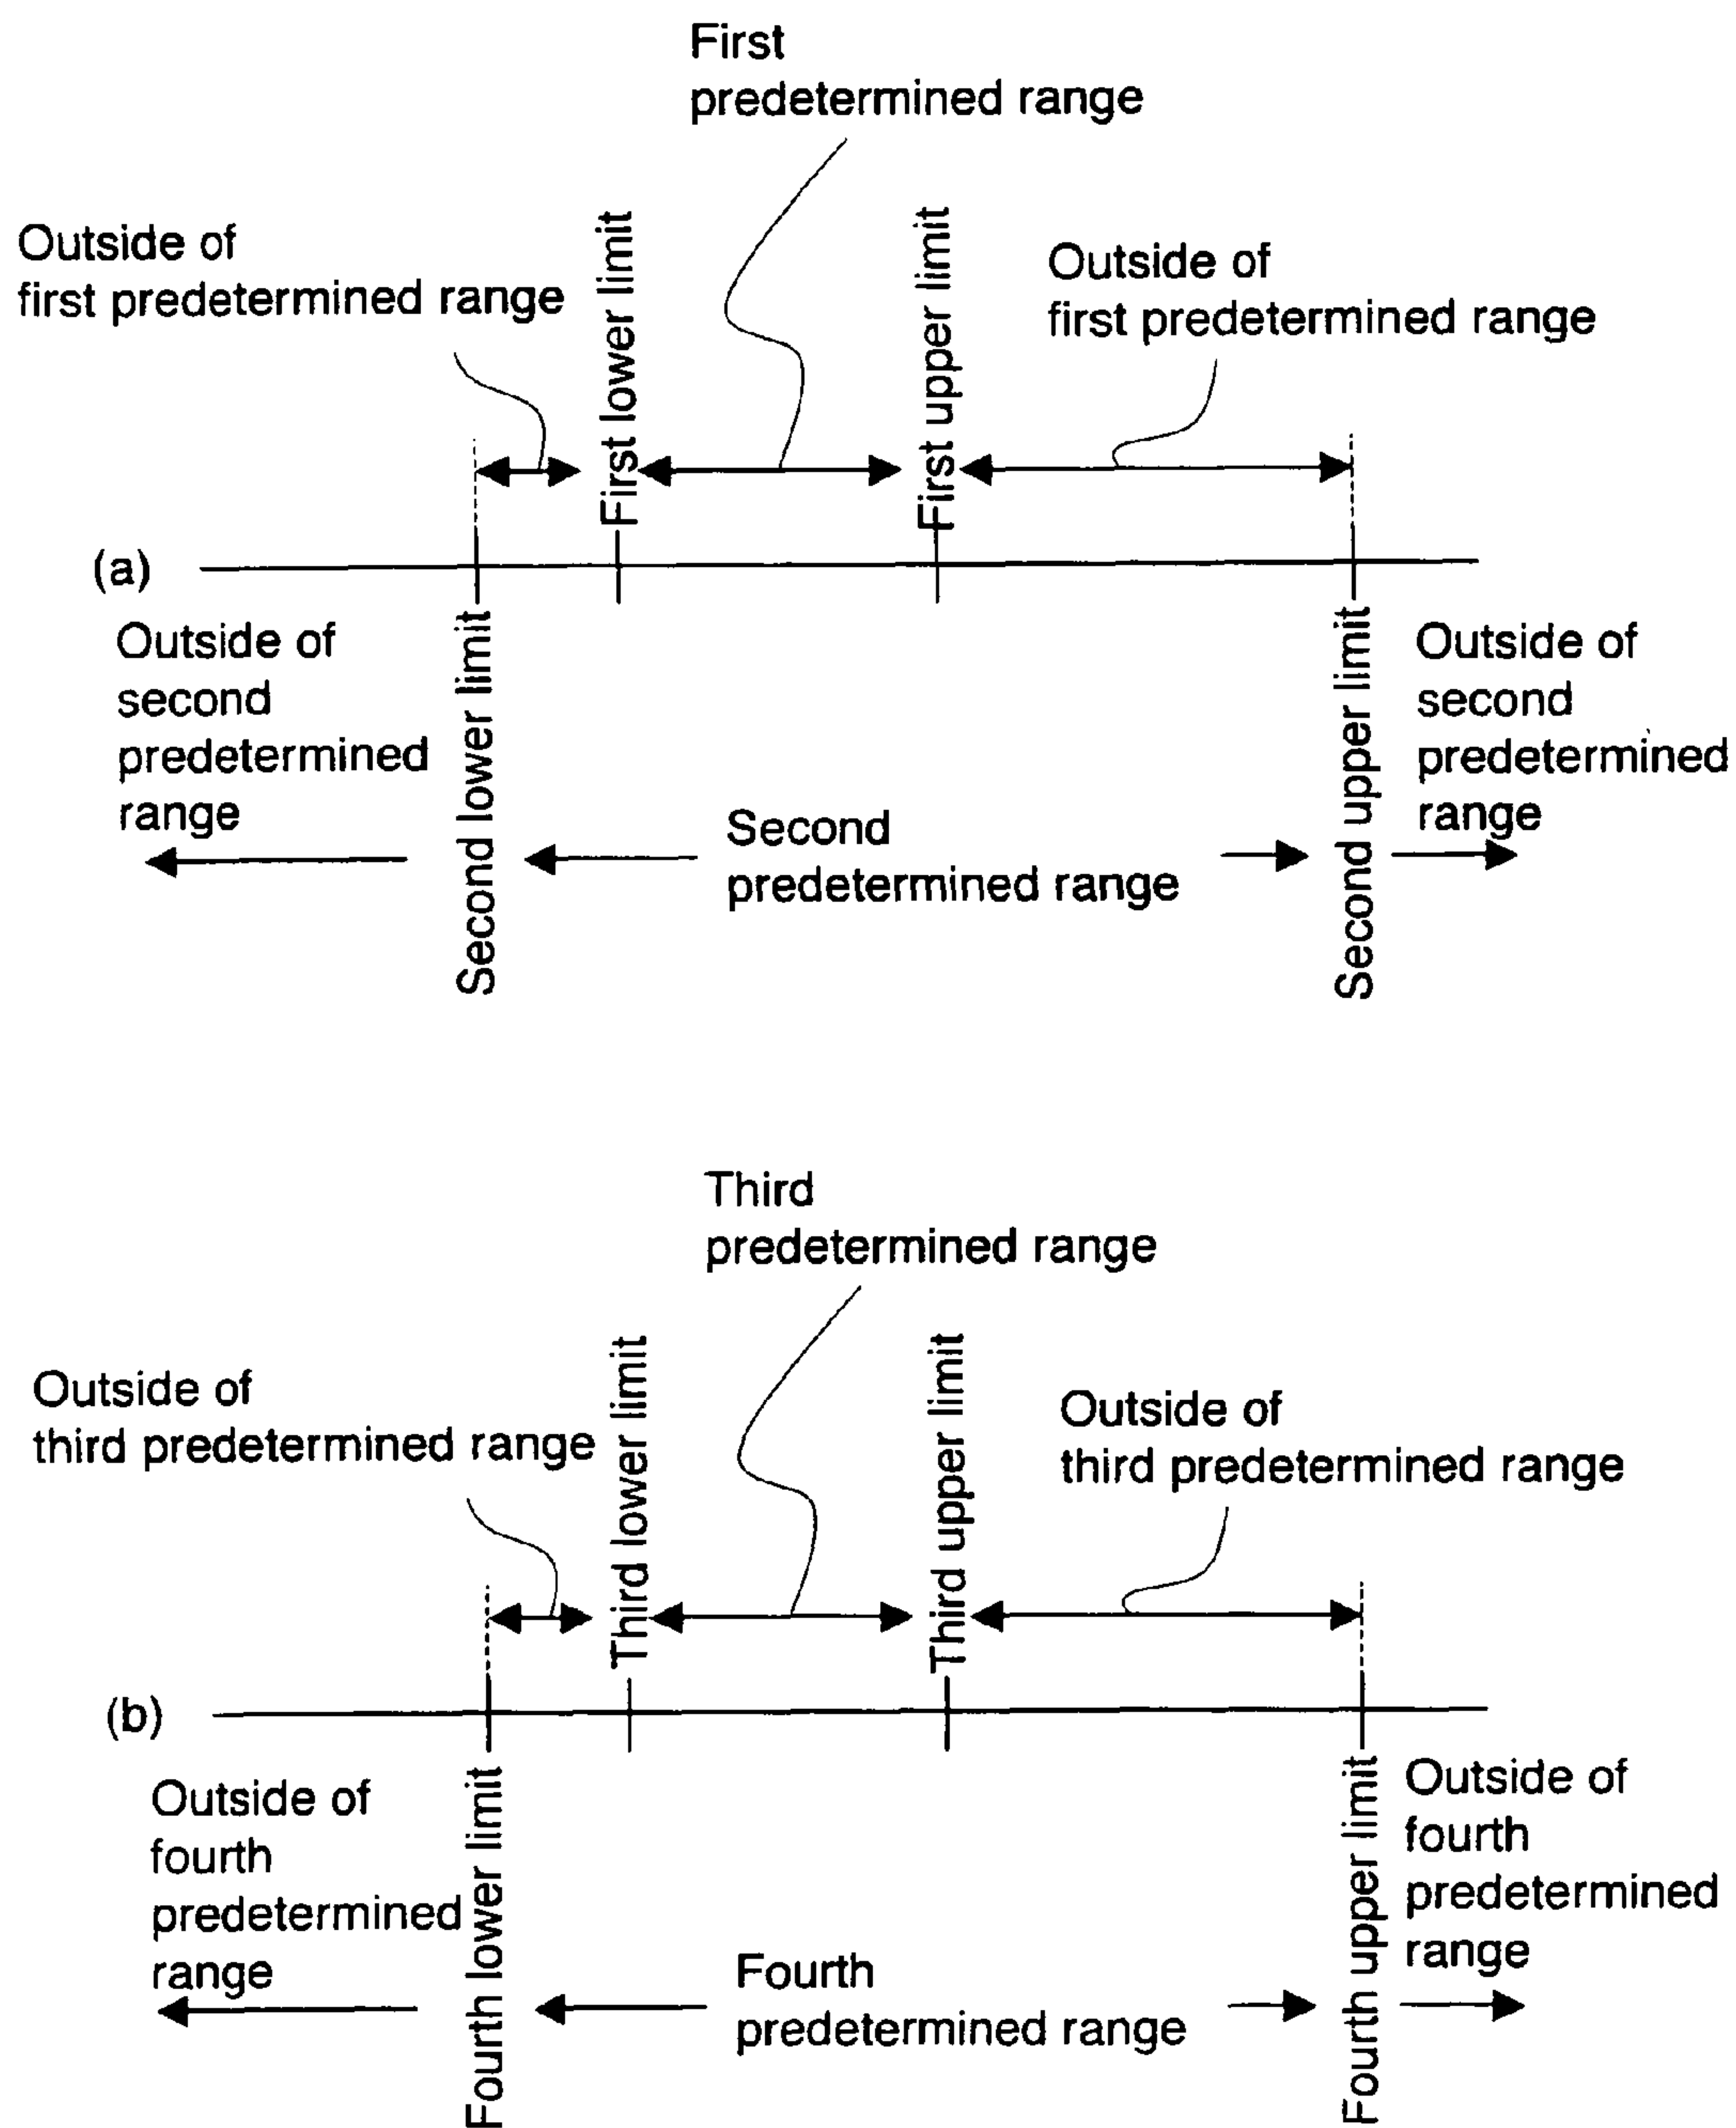 First
predetermined range
Outside of
first predetermined range
First lower limit
First upper limit
Outside of
first predetermined range
(a)
Outside of
second
predetermined
range
Second lower limit
Second
predetermined range
Second upper limit
Outside of
second
predetermined
range
Third
predetermined range
Outside of
third predetermined range
Third lower limit
Third upper limit
Outside of
third predetermined range
(b)
Outside of
fourth
predetermined
range
Fourth lower limit
Fourth
predetermined range
Fourth upper limit
Outside of
fourth
predetermined
range